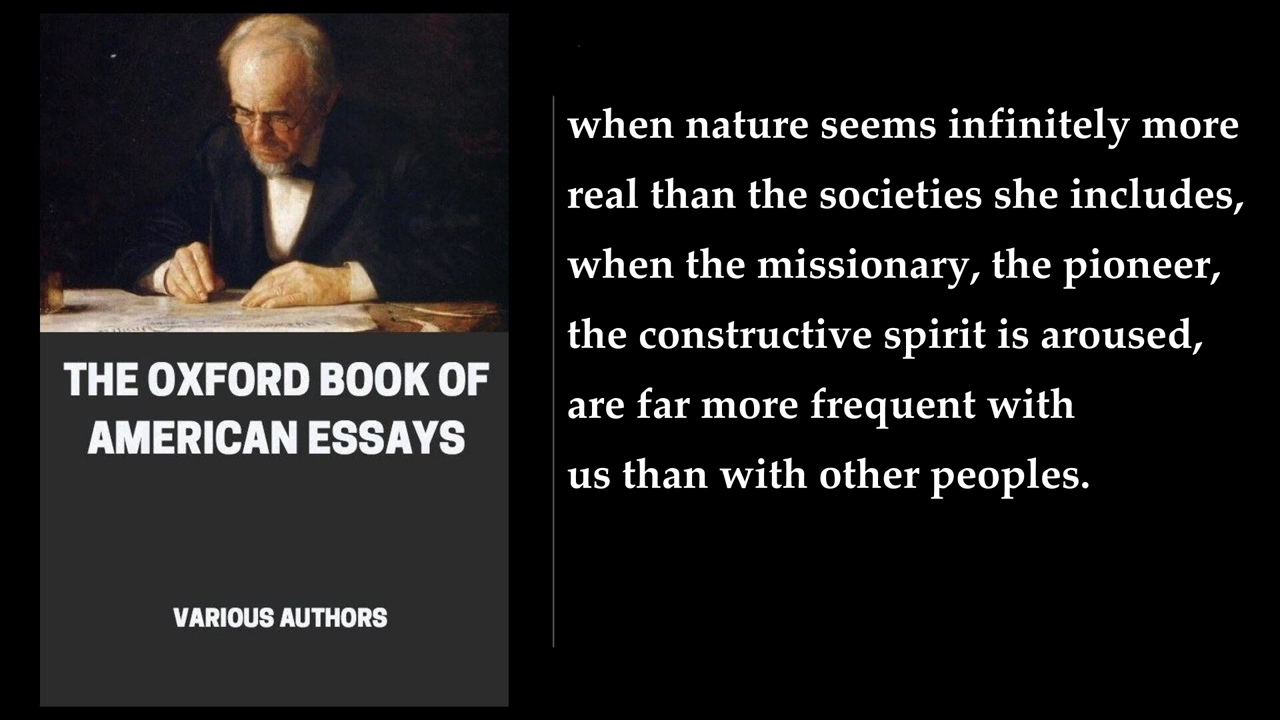 THE OXFORD BOOK OF
AMERICAN ESSAYS
VARIOUS AUTHORS
when nature seems infinitely more
real than the societies she includes,
when the missionary, the pioneer,
the constructive spirit is aroused,
are far more frequent with
us than with other peoples.